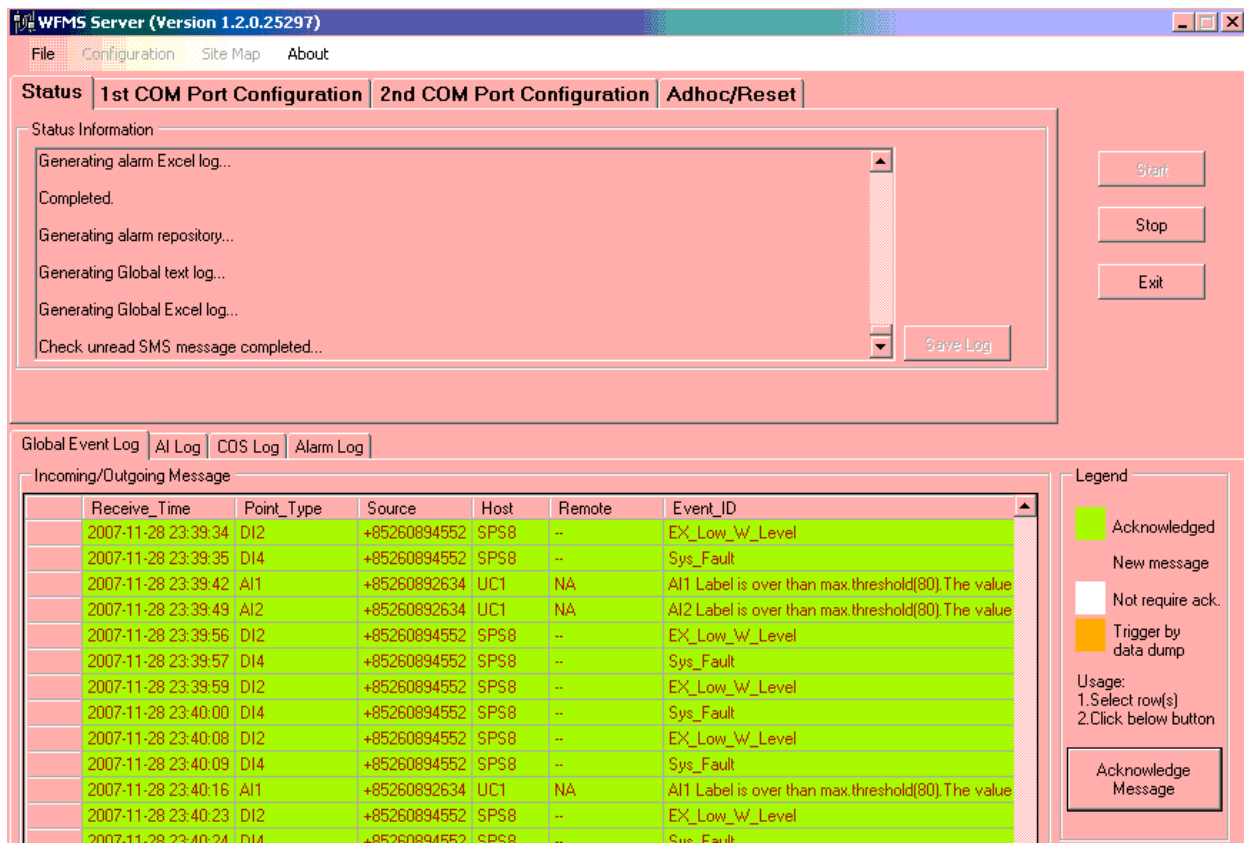 WFMS Server (Version 1.2.0.25297)
File Configuration Site Map About
Status 1st COM Port Configuration 2nd COM Port Configuration Adhoc/Reset
Status Information
Generating alarm Excel log...
Completed.
Generating alarm repository...
Generating Global text log...
Generating Global Excel log...
Check unread SMS message completed...
Save Log
Start
Stop
Exit
Global Event Log AI Log COS Log Alarm Log
Incoming/Outgoing Message
Receive_Time Point_Type Source Host Remote Event_ID
2007-11-28 23:39:34 DI2 +85260894552 SPS8 -- EX_Low_W_Level
2007-11-28 23:39:35 DI4 +85260894552 SPS8 -- Sys_Fault
2007-11-28 23:39:42 AI1 +85260892634 UC1 NA AI1 Label is over than max.threshold(80).The value
2007-11-28 23:39:49 AI2 +85260892634 UC1 NA AI2 Label is over than max.threshold(80).The value
2007-11-28 23:39:56 DI2 +85260894552 SPS8 -- EX_Low_W_Level
2007-11-28 23:39:57 DI4 +85260894552 SPS8 -- Sys_Fault
2007-11-28 23:39:59 DI2 +85260894552 SPS8 -- EX_Low_W_Level
2007-11-28 23:40:00 DI4 +85260894552 SPS8 -- Sys_Fault
2007-11-28 23:40:08 DI2 +85260894552 SPS8 -- EX_Low_W_Level
2007-11-28 23:40:09 DI4 +85260894552 SPS8 -- Sys_Fault
2007-11-28 23:40:16 AI1 +85260892634 UC1 NA AI1 Label is over than max.threshold(80).The value
2007-11-28 23:40:23 DI2 +85260894552 SPS8 -- EX_Low_W_Level
2007-11-28 23:40:24 DI4 +85260894552 SPS8 -- Sys_Fault
Legend
Acknowledged
New message
Not require ack.
Trigger by
data dump
Usage:
1.Select row(s)
2.Click below button
Acknowledge
Message